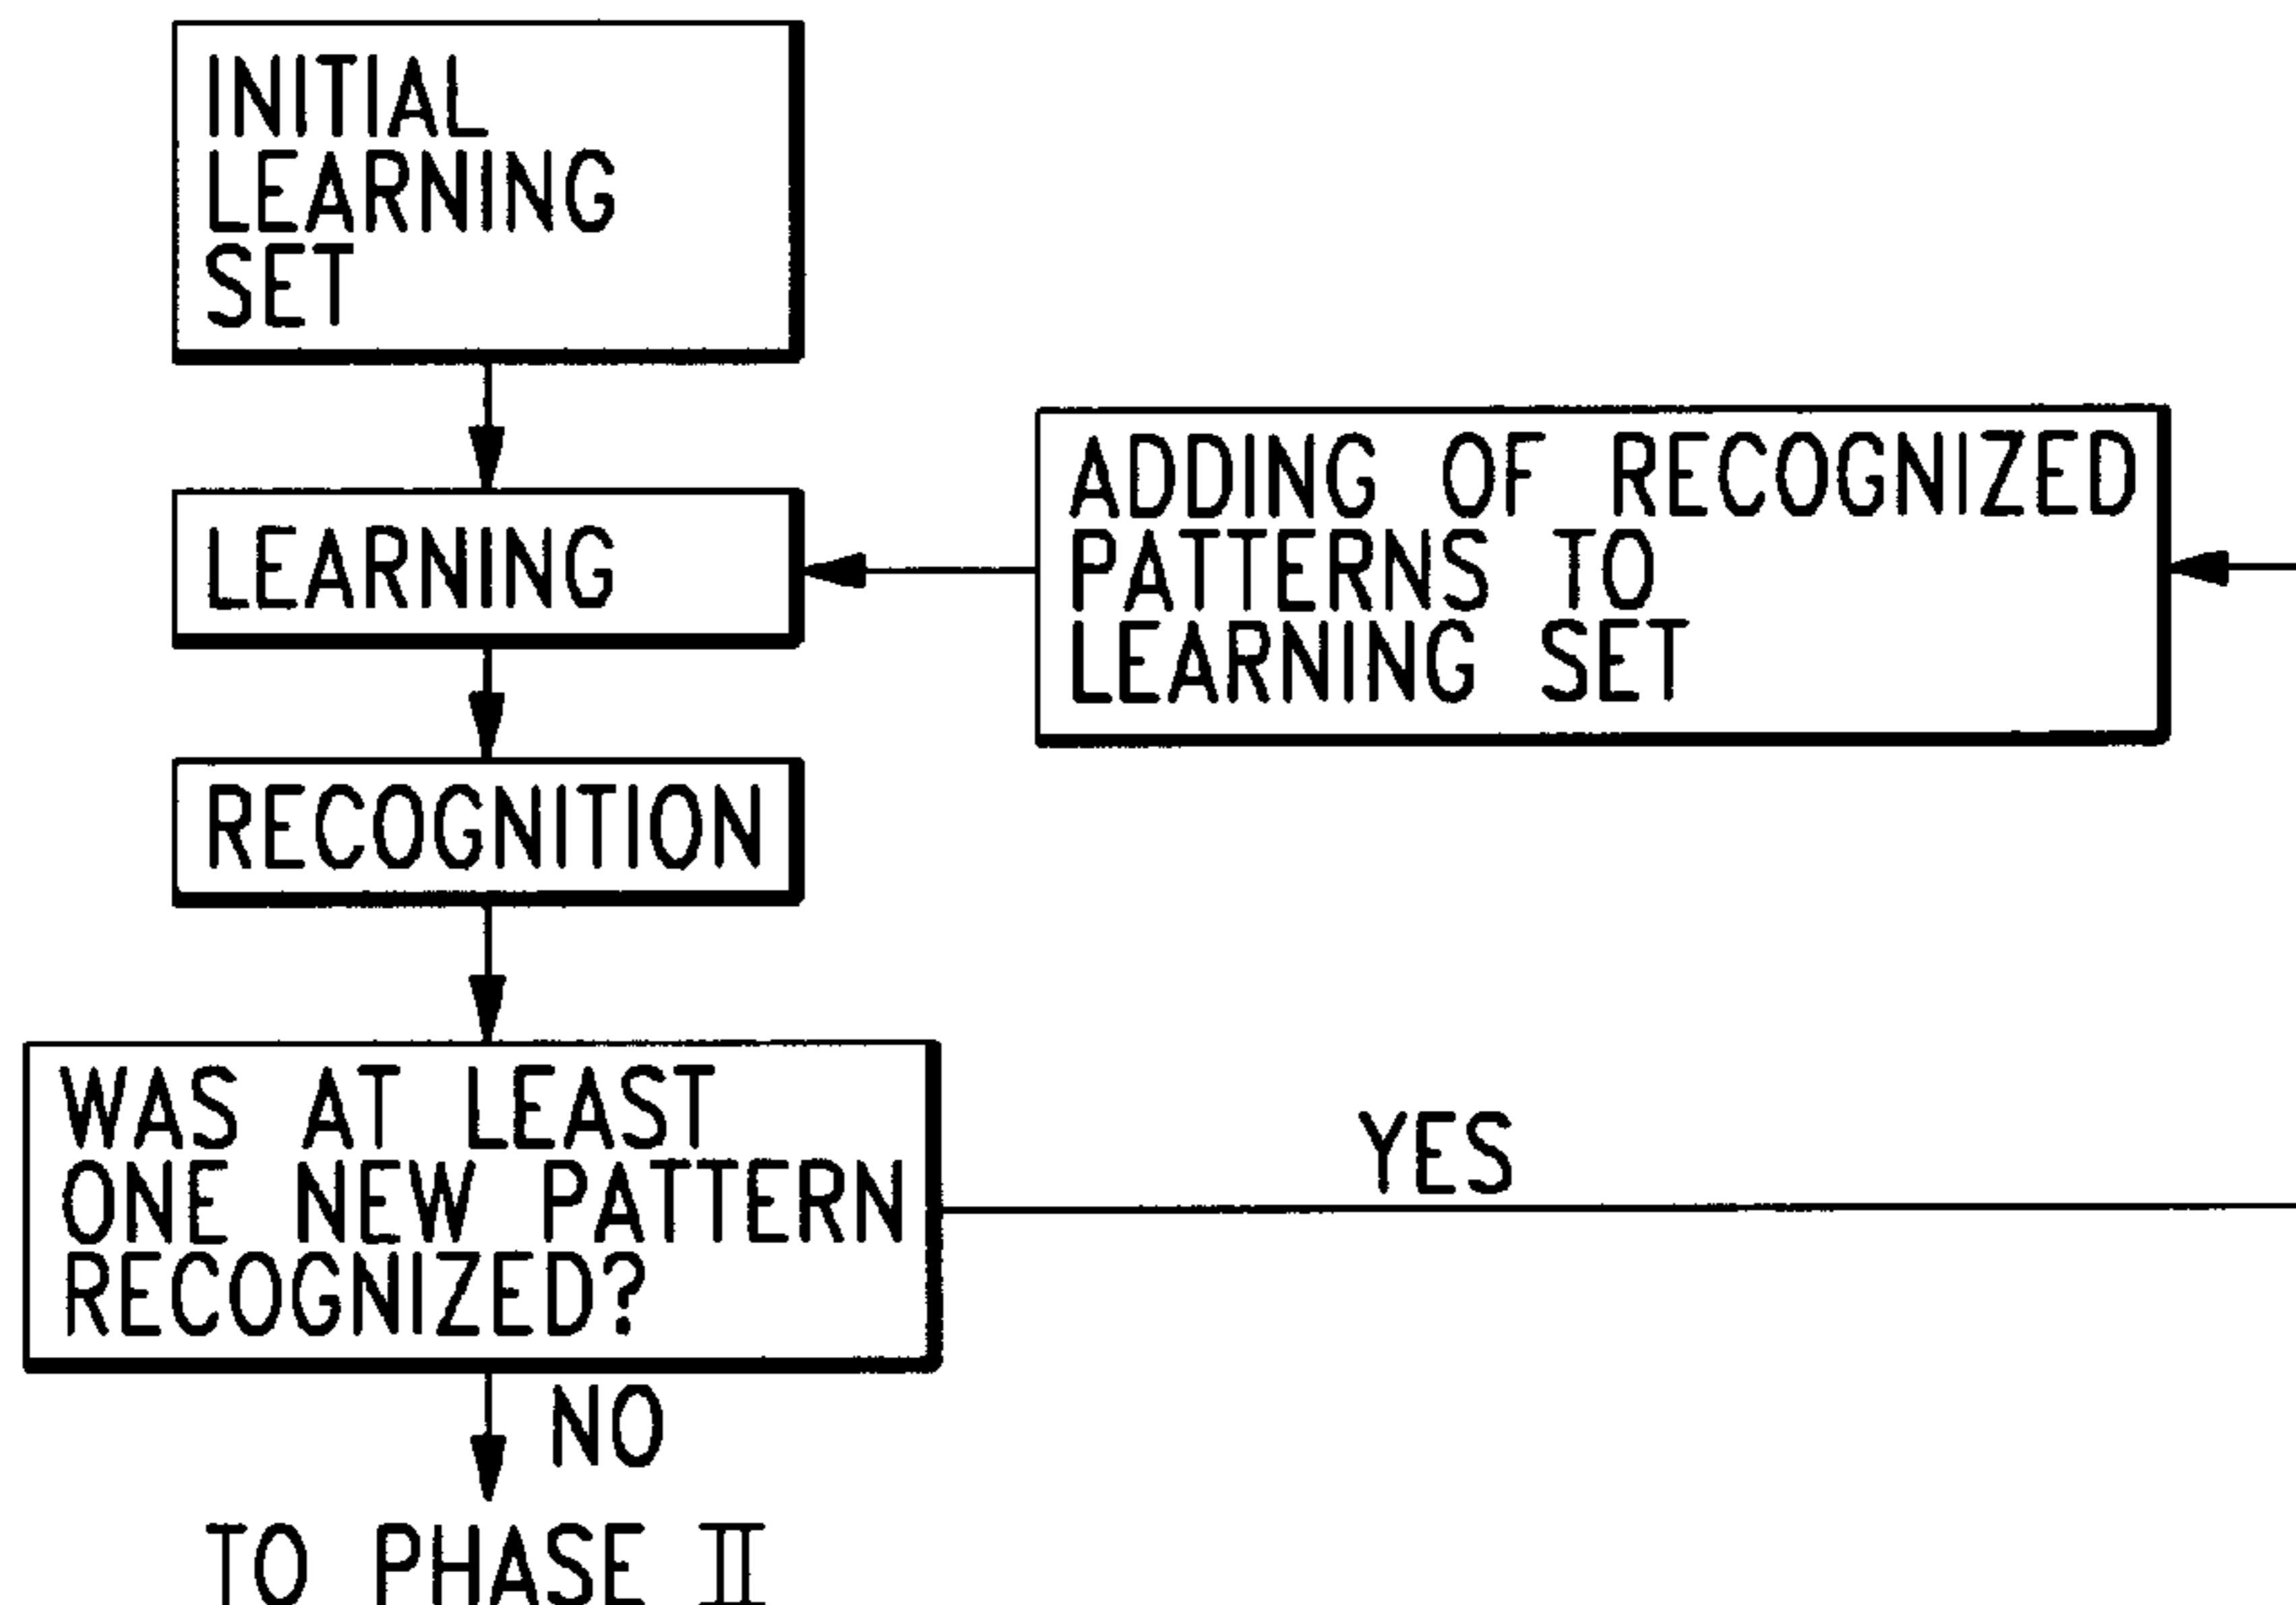 INITIAL
LEARNING
SET
LEARNING
ADDING OF RECOGNIZED
PATTERNS TO
LEARNING SET
RECOGNITION
WAS AT LEAST
ONE NEW PATTERN
RECOGNIZED?
YES
NO
TO PHASE II